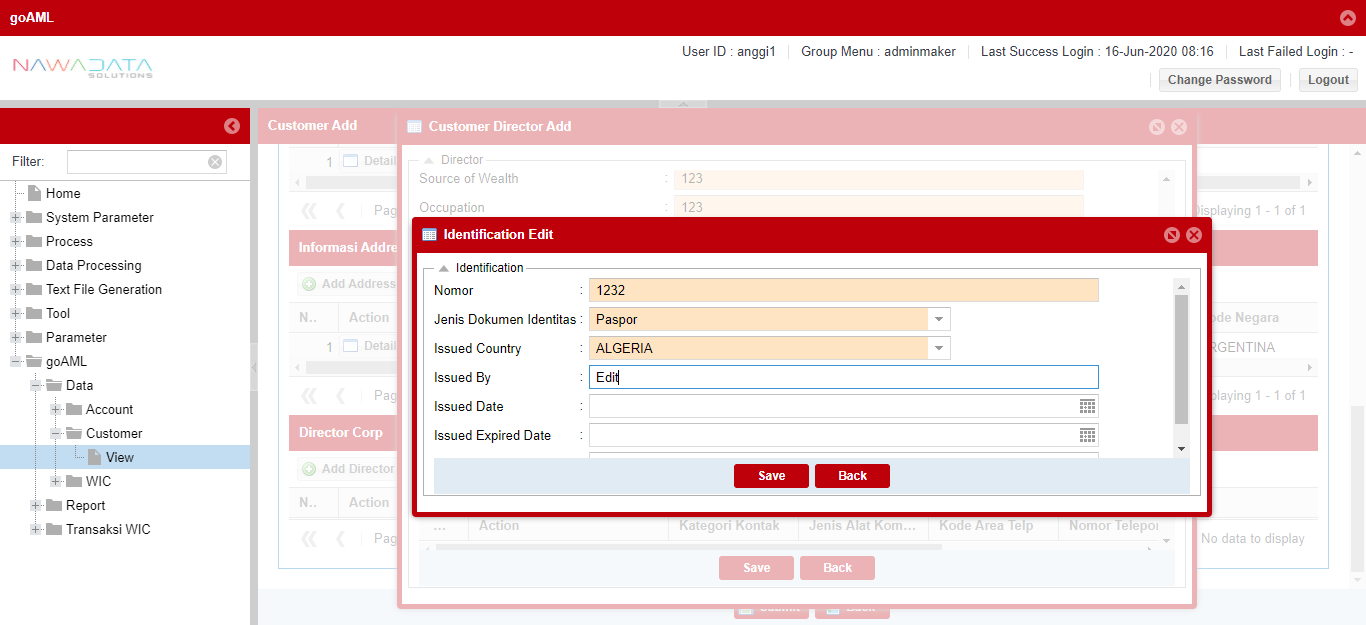 goAML
NAWADATA
SOLUTIONS
User ID : anggi1
Group Menu : adminmaker
Last Success Login : 16-Jun-2020 08:16
Last Failed Login : -
Change Password
Logout
Filter:
Home
System Parameter
Process
Data Processing
Text File Generation
Tool
Parameter
goAML
Data
Account
Customer
View
WIC
Report
Transaksi WIC
Customer Add
1 Detail
Displaying 1 - 1 of 1
Informasi Addre
Add Address
N.. Action
1 Detail
ARGENTINA
Displaying 1 - 1 of 1
Director Corp
Add Director
N.. Action
No data to display
Submit
Back
Customer Director Add
Director
Source of Wealth : 123
Occupation : 123
... Action Kategori Kontak Jenis Alat Kom... Kode Area Telp Nomor Telepon
Save
Back
Identification Edit
Identification
Nomor : 1232
Jenis Dokumen Identitas : Paspor
Issued Country : ALGERIA
Issued By : Edit
Issued Date :
Issued Expired Date :
Save
Back